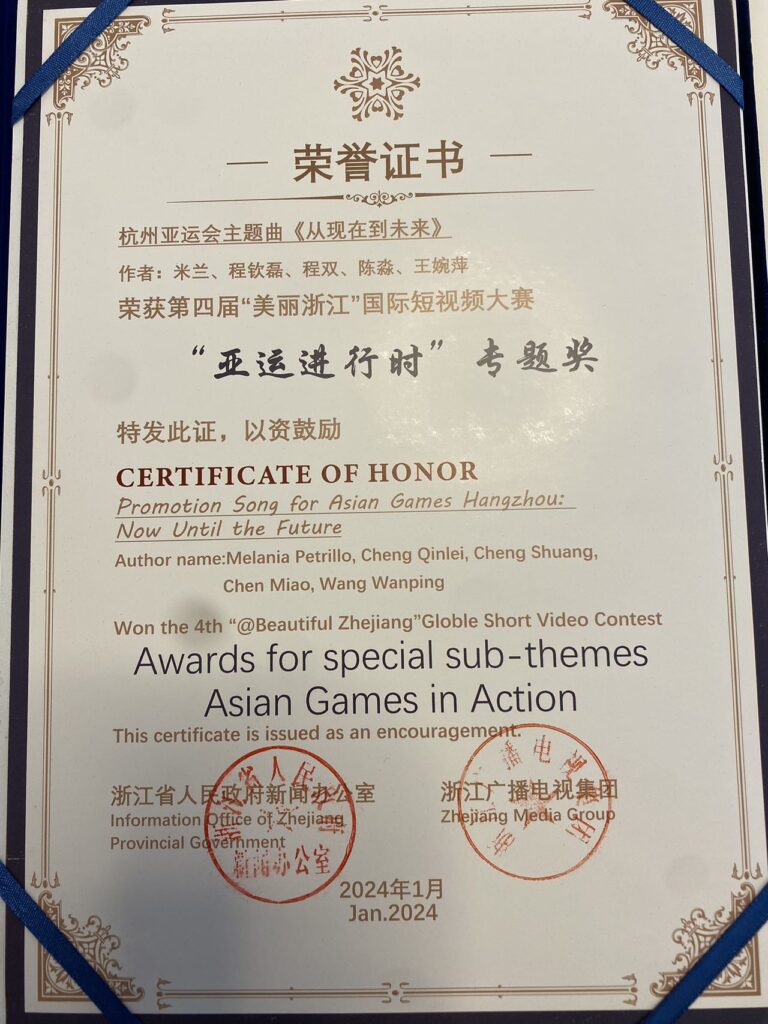 荣誉证书
杭州亚运会主题曲《从现在到未来》
作者：米兰、程钦磊、程双、陈淼、王婉萍
荣获第四届“美丽浙江”国际短视频大赛
“亚运进行时”专题奖
特发此证，以资鼓励
CERTIFICATE OF HONOR
Promotion Song for Asian Games Hangzhou:
Now Until the Future
Author name:Melania Petrillo, Cheng Qinlei, Cheng Shuang,
Chen Miao, Wang Wanping
Won the 4th “@Beautiful Zhejiang”Globle Short Video Contest
Awards for special sub-themes
Asian Games in Action
This certificate is issued as an encouragement.
浙江省人民政府新闻办公室
Information Office of Zhejiang
Provincial Government
新闻办公室
浙江广播电视集团
Zhejiang Media Group
2024年1月
Jan.2024